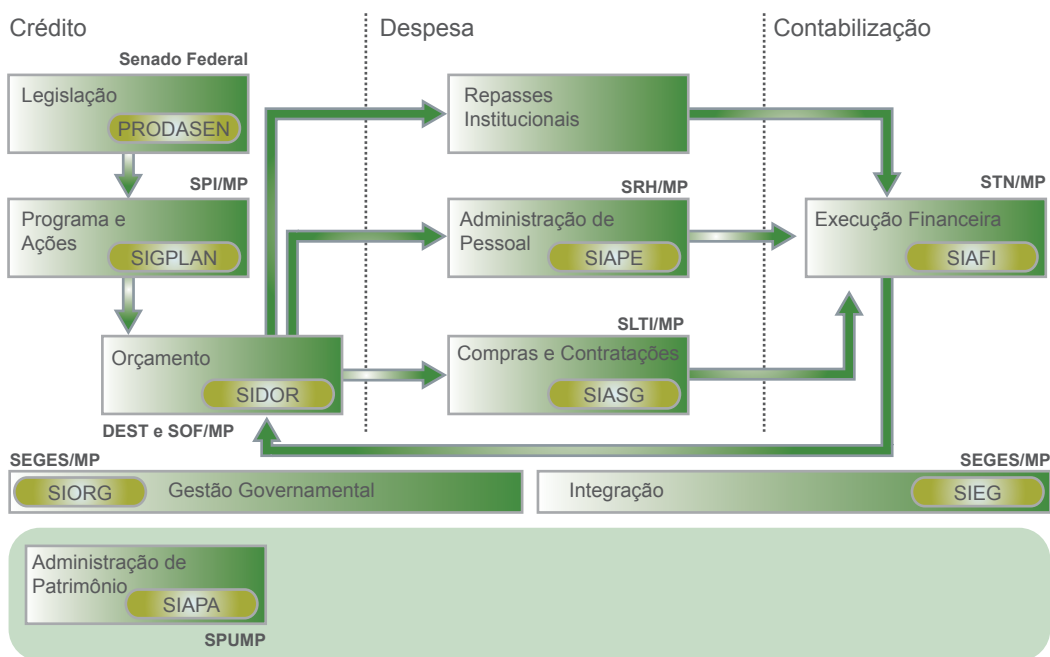 Crédito
Despesa
Contabilização
Senado Federal
Legislação
PRODASEN
Repasses
Institucionais
SPI/MP
SRH/MP
STN/MP
Programa e
Ações
SIGPLAN
Administração de
Pessoal
SIAPE
Execução Financeira
SIAFI
SLTI/MP
Orçamento
SIDOR
Compras e Contratações
SIASG
DEST e SOF/MP
SEGES/MP
SEGES/MP
SIORG
Gestão Governamental
Integração
SIEG
Administração de
Patrimônio
SIAPA
SPUMP